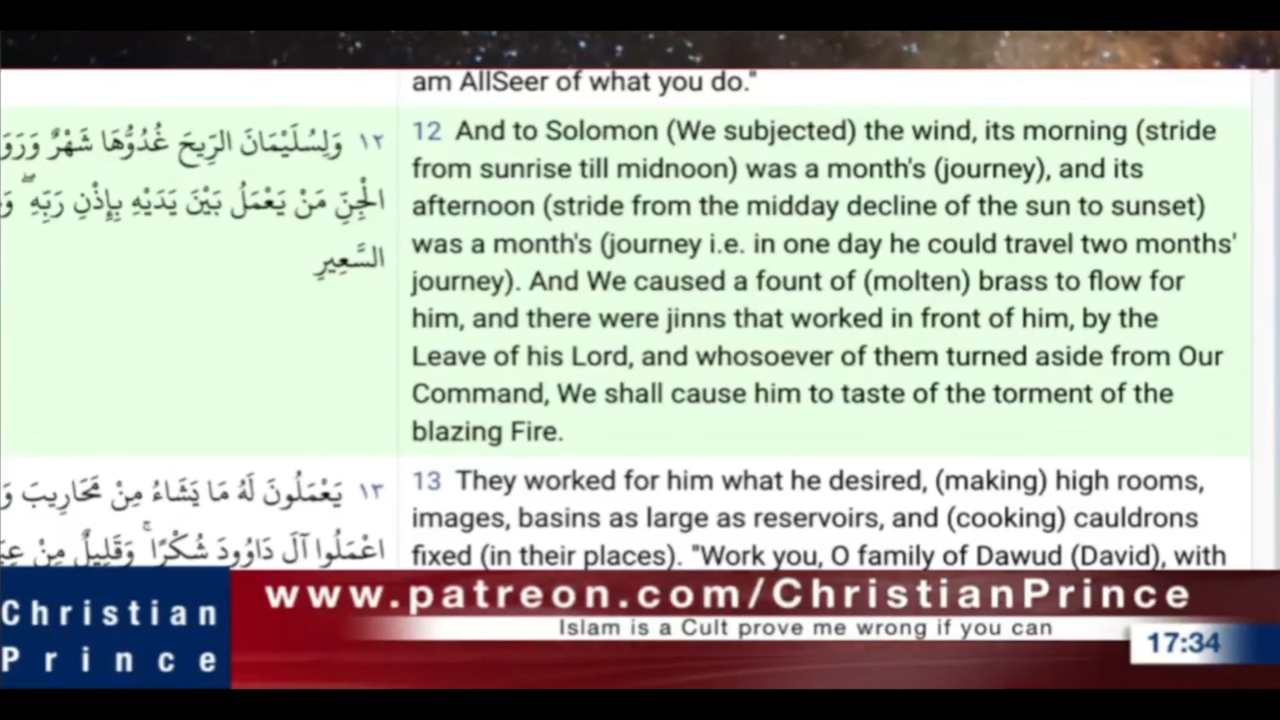 am AllSeer of what you do."
١٢ وَلِسُلَيْمَانَ الرِّيحَ غُدُوُّهَا شَهْرٌ
الْجِنِّ مَنْ يَعْمَلُ بَيْنَ يَدَيْهِ بِإِذْنِ رَبِّهِ ۖ
السَّعِيرِ
12 And to Solomon (We subjected) the wind, its morning (stride
from sunrise till midnoon) was a month's (journey), and its
afternoon (stride from the midday decline of the sun to sunset)
was a month's (journey i.e. in one day he could travel two months'
journey). And We caused a fount of (molten) brass to flow for
him, and there were jinns that worked in front of him, by the
Leave of his Lord, and whosoever of them turned aside from Our
Command, We shall cause him to taste of the torment of the
blazing Fire.
١٣ يَعْمَلُونَ لَهُ مَا يَشَاءُ مِنْ مَحَارِيبَ
اعْمَلُوا آلَ دَاوُودَ شُكْرًا ۚ وَقَلِيلٌ مِنْ
13 They worked for him what he desired, (making) high rooms,
images, basins as large as reservoirs, and (cooking) cauldrons
fixed (in their places). "Work you, O family of Dawud (David), with
Christian
Prince
www.patreon.com/ChristianPrince
Islam is a Cult prove me wrong if you can
17:34